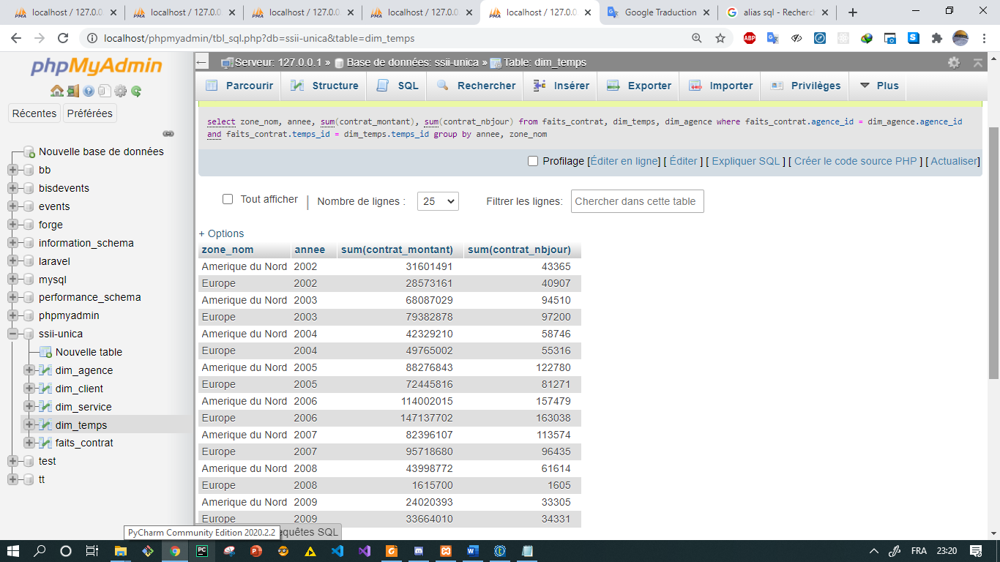 localhost / 127.0.0 localhost / 127.0.0 localhost / 127.0.0 localhost / 127.0.0 localhost / 127.0.0 Google Traduction alias sql - Recherc
localhost/phpmyadmin/tbl_sql.php?db=ssii-unica&table=dim_temps
phpMyAdmin
Récentes Préférées
Nouvelle base de données
bb
bisdevents
events
forge
information_schema
laravel
mysql
performance_schema
phpmyadmin
ssii-unica
Nouvelle table
dim_agence
dim_client
dim_service
dim_temps
faits_contrat
test
tt
Serveur: 127.0.0.1 » Base de données: ssii-unica » Table: dim_temps
Parcourir Structure SQL Rechercher Insérer Exporter Importer Privilèges Plus
select zone_nom, annee, sum(contrat_montant), sum(contrat_nbjour) from faits_contrat, dim_temps, dim_agence where faits_contrat.agence_id = dim_agence.agence_id
and faits_contrat.temps_id = dim_temps.temps_id group by annee, zone_nom
Profilage [Éditer en ligne] [ Éditer ] [ Expliquer SQL ] [ Créer le code source PHP ] [ Actualiser]
Tout afficher | Nombre de lignes : 25 Filtrer les lignes: Chercher dans cette table
+ Options
zone_nom annee sum(contrat_montant) sum(contrat_nbjour)
Amerique du Nord 2002 31601491 43365
Europe 2002 28573161 40907
Amerique du Nord 2003 68087029 94510
Europe 2003 79382878 97200
Amerique du Nord 2004 42329210 58746
Europe 2004 49765002 55316
Amerique du Nord 2005 88276843 122780
Europe 2005 72445816 81271
Amerique du Nord 2006 114002015 157479
Europe 2006 147137702 163038
Amerique du Nord 2007 82396107 113574
Europe 2007 95718680 96435
Amerique du Nord 2008 43998772 61614
Europe 2008 1615700 1605
Amerique du Nord 2009 24020393 33305
Europe 2009 33664010 34331
PyCharm Community Edition 2020.2.2 equêtes SQL
FRA 23:20